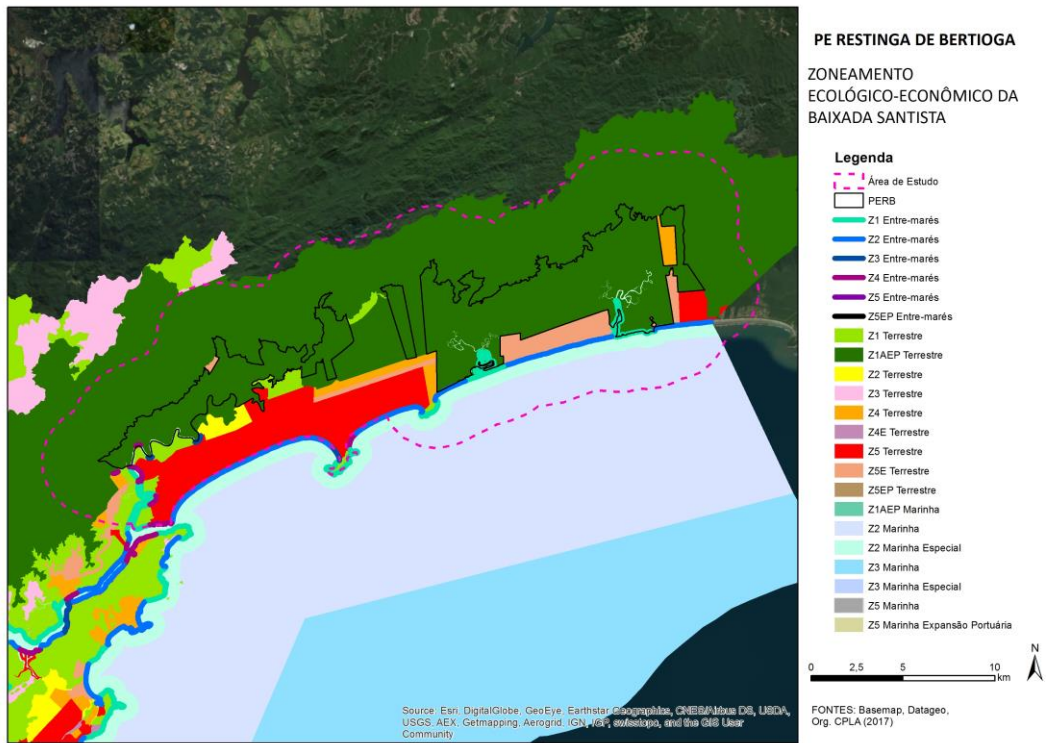 PE RESTINGA DE BERTIOGA
ZONEAMENTO
ECOLÓGICO-ECONÔMICO DA
BAIXADA SANTISTA
Legenda
Área de Estudo
PERB
Z1 Entre-marés
Z2 Entre-marés
Z3 Entre-marés
Z4 Entre-marés
Z5 Entre-marés
Z5EP Entre-marés
Z1 Terrestre
Z1AEP Terrestre
Z2 Terrestre
Z3 Terrestre
Z4 Terrestre
Z4E Terrestre
Z5 Terrestre
Z5E Terrestre
Z5EP Terrestre
Z1AEP Marinha
Z2 Marinha
Z2 Marinha Especial
Z3 Marinha
Z3 Marinha Especial
Z5 Marinha
Z5 Marinha Expansão Portuária
N
0 2,5 5 10
km
FONTES: Basemap, Datageo,
Org. CPLA (2017)
Source: Esri, DigitalGlobe, GeoEye, Earthstar Geographics, CNES/Airbus DS, USDA,
USGS, AEX, Getmapping, Aerogrid, IGN, IGP, swisstopo, and the GIS User
Community